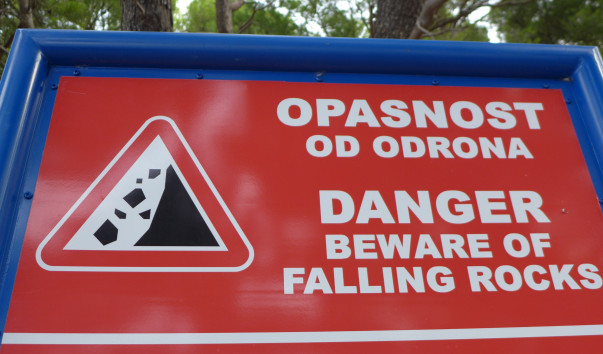 OPASNOST
OD ODRONA
DANGER
BEWARE OF
FALLING ROCKS